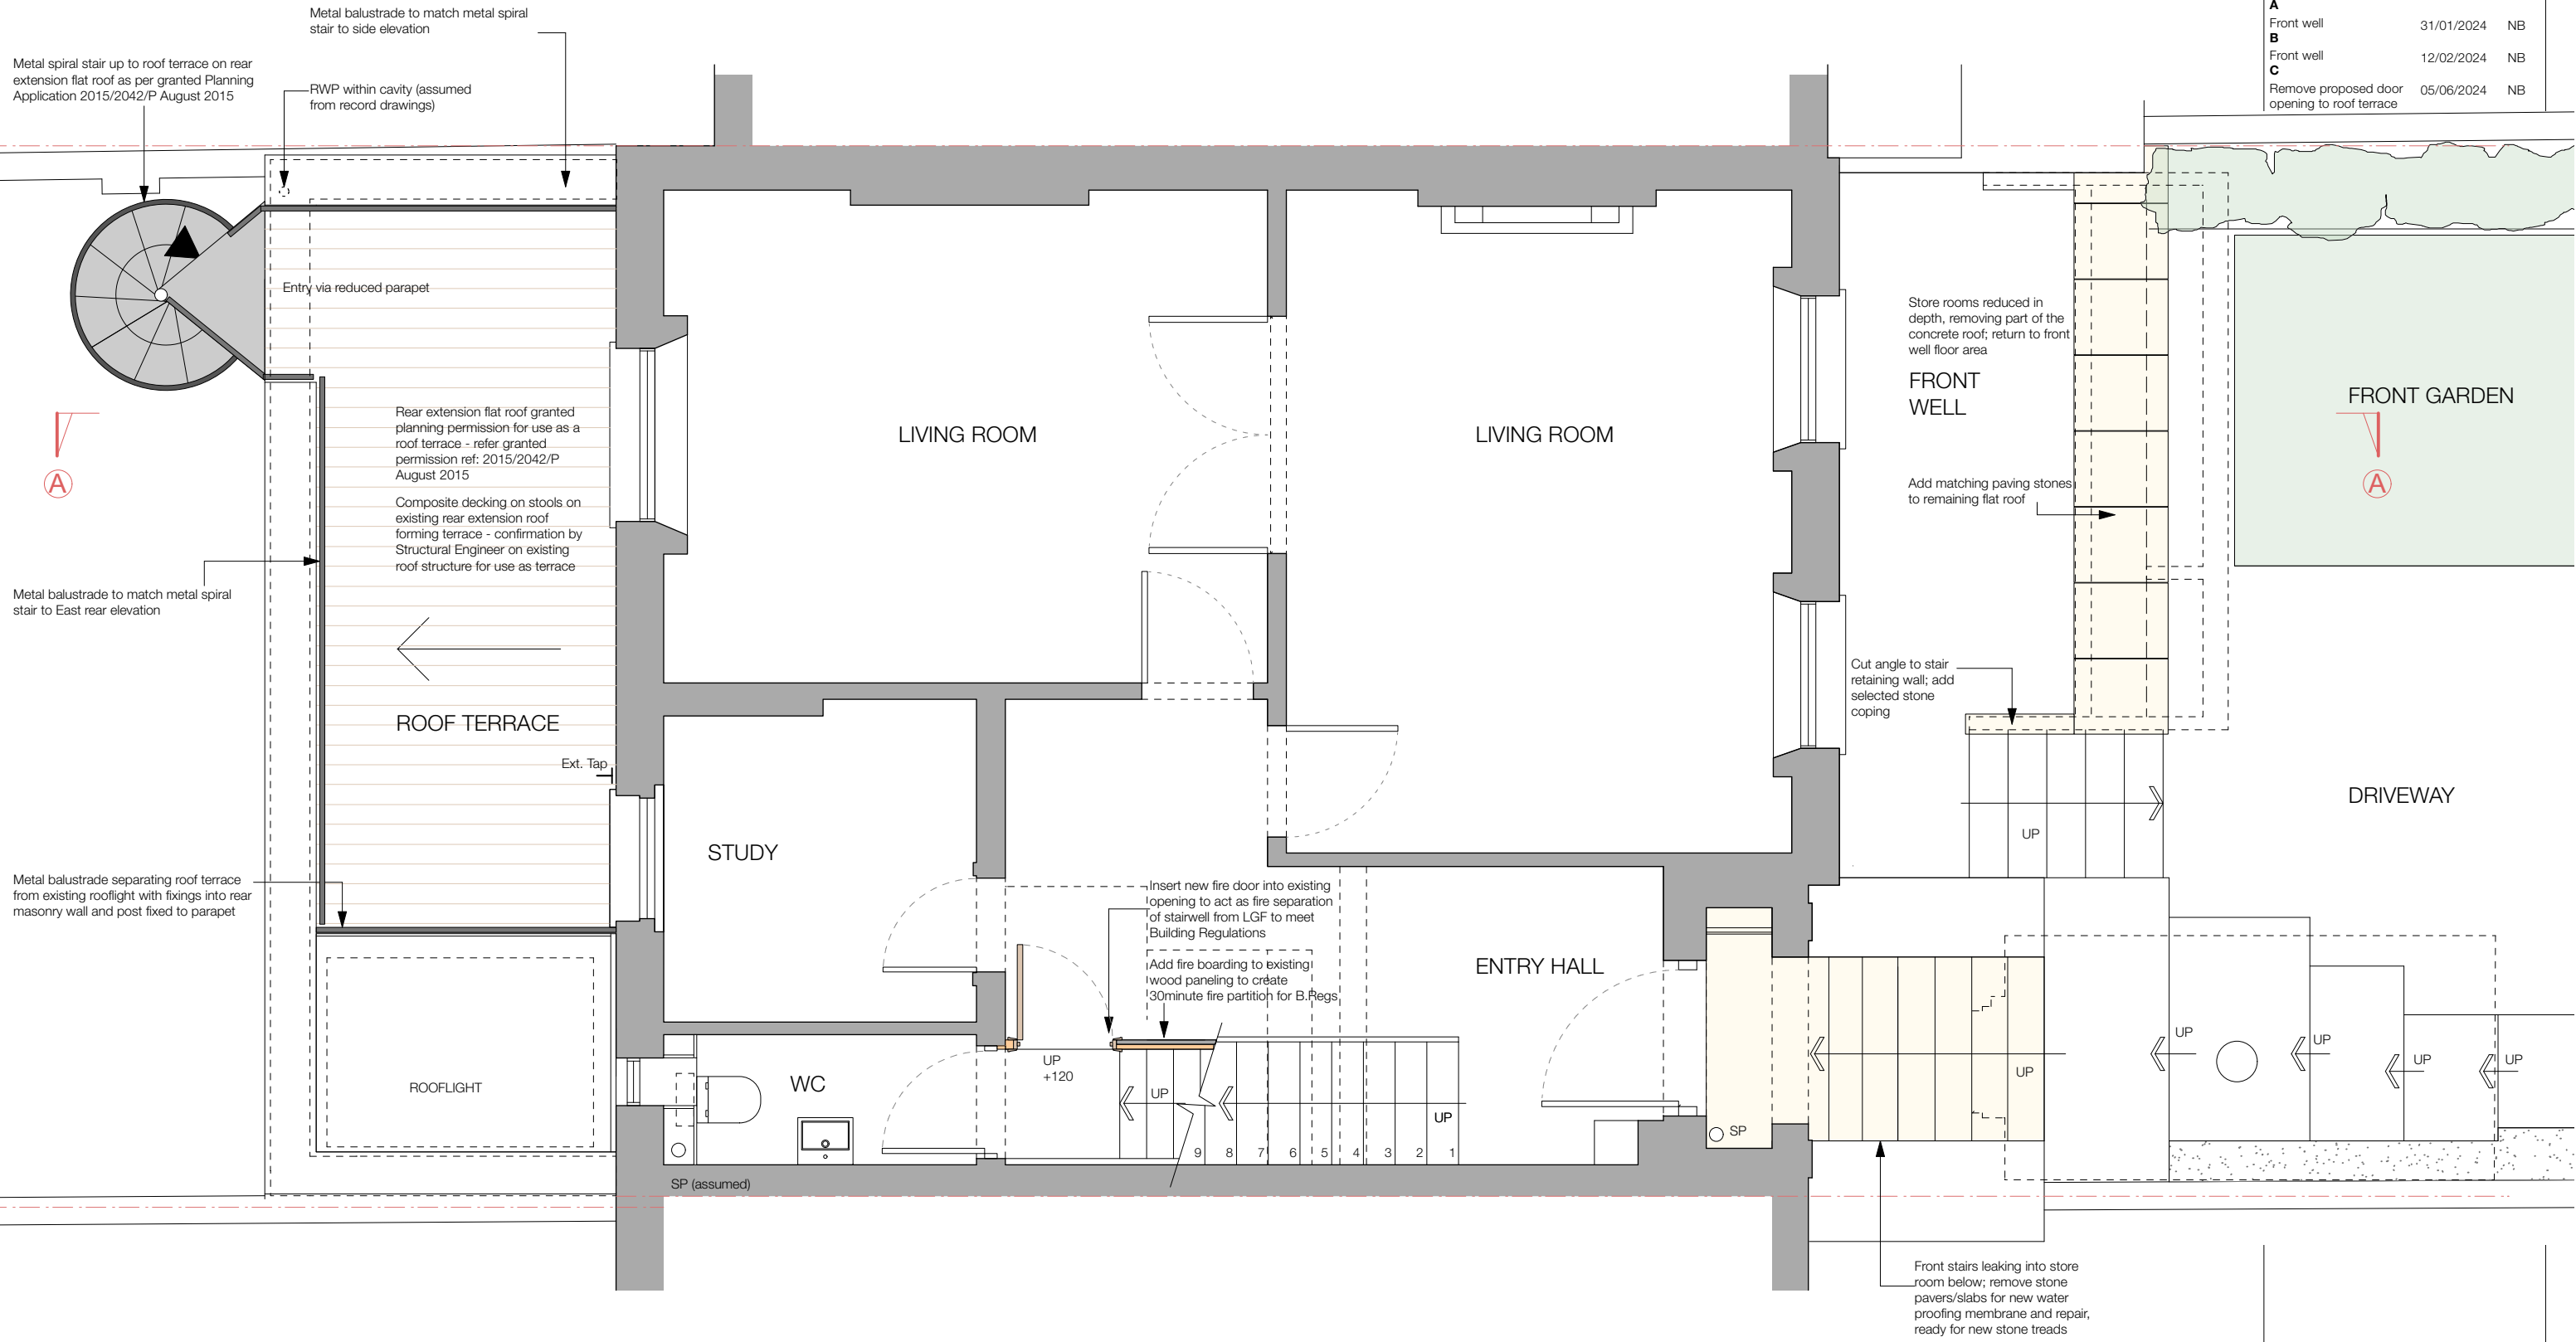 Metal balustrade to match metal spiral
stair to side elevation
Metal spiral stair up to roof terrace on rear
extension flat roof as per granted Planning
Application 2015/2042/P August 2015
RWP within cavity (assumed
from record drawings)
A
Front well 31/01/2024 NB
B
Front well 12/02/2024 NB
C
Remove proposed door 05/06/2024 NB
opening to roof terrace
Entry via reduced parapet
Rear extension flat roof granted
planning permission for use as a
roof terrace - refer granted
permission ref: 2015/2042/P
August 2015
Composite decking on stools on
existing rear extension roof
forming terrace - confirmation by
Structural Engineer on existing
roof structure for use as terrace
A
Metal balustrade to match metal spiral
stair to East rear elevation
ROOF TERRACE
Ext. Tap
Metal balustrade separating roof terrace
from existing rooflight with fixings into rear
masonry wall and post fixed to parapet
ROOFLIGHT
LIVING ROOM
LIVING ROOM
STUDY
WC
SP (assumed)
Insert new fire door into existing
opening to act as fire separation
of stairwell from LGF to meet
Building Regulations
Add fire boarding to existing
wood paneling to create
30minute fire partition for B.Regs
UP
+120
UP
UP
9 8 7 6 5 4 3 2 1
ENTRY HALL
SP
Store rooms reduced in
depth, removing part of the
concrete roof; return to front
well floor area
FRONT
WELL
Add matching paving stones
to remaining flat roof
Cut angle to stair
retaining wall; add
selected stone
coping
UP
FRONT GARDEN
A
DRIVEWAY
UP
UP
UP
UP
UP
Front stairs leaking into store
room below; remove stone
pavers/slabs for new water
proofing membrane and repair,
ready for new stone treads